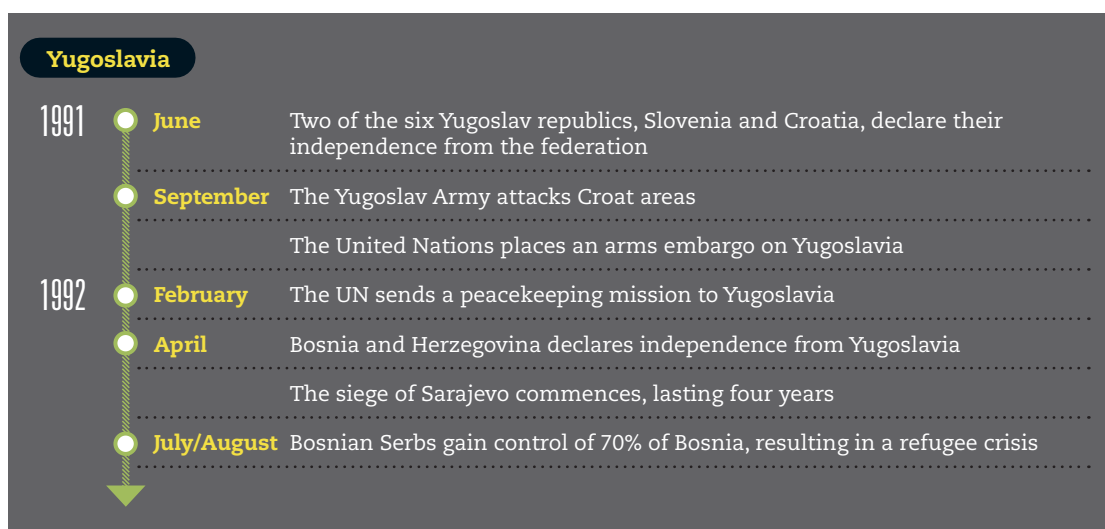 Yugoslavia
1991
June
Two of the six Yugoslav republics, Slovenia and Croatia, declare their
independence from the federation
September
The Yugoslav Army attacks Croat areas
The United Nations places an arms embargo on Yugoslavia
1992
February
The UN sends a peacekeeping mission to Yugoslavia
April
Bosnia and Herzegovina declares independence from Yugoslavia
The siege of Sarajevo commences, lasting four years
July/August
Bosnian Serbs gain control of 70% of Bosnia, resulting in a refugee crisis